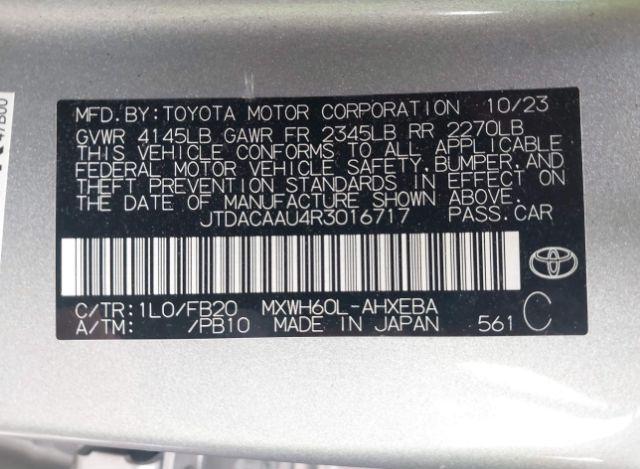 MFD.BY:TOYOTA MOTOR CORPORATION 10/23
GVWR 4145LB GAWR FR 2345LB RR 2270LB
THIS VEHICLE CONFORMS TO ALL APPLICABLE
FEDERAL MOTOR VEHICLE SAFETY,BUMPER,AND
THEFT PREVENTION STANDARDS IN EFFECT ON
THE DATE OF MANUFACTURE SHOWN ABOVE.
JTDACAAU4R3016717 PASS.CAR
C/TR:1L0/FB20 MXWH60L-AHXEBA
A/TM: /PB10 MADE IN JAPAN 561 C